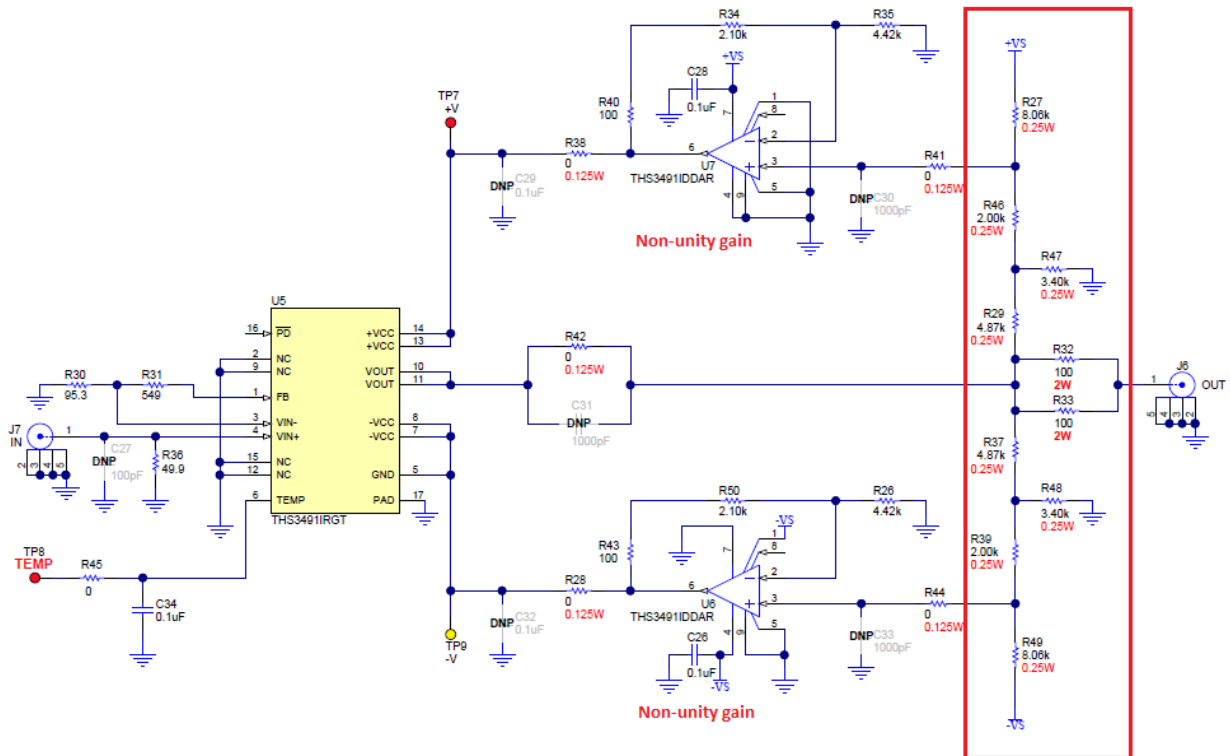 R34
2.10k
R35
4.42k
+VS
+VS
C28
0.1uF
7
1
8
2
3
5
6
4
9
U7
THS3491IDDAR
R40
100
TP7
+V
R38
0
0.125W
DNP
C29
0.1uF
R41
0
0.125W
DNP
C30
1000pF
Non-unity gain
R27
8.06k
0.25W
R46
2.00k
0.25W
R47
3.40k
0.25W
R29
4.87k
0.25W
R32
100
2W
R33
100
2W
J6
OUT
1
5
4
3
2
R37
4.87k
0.25W
R48
3.40k
0.25W
R39
2.00k
0.25W
R49
8.06k
0.25W
-VS
U5
16
PD
2
NC
9
NC
1
FB
3
VIN-
4
VIN+
15
NC
12
NC
6
TEMP
+VCC
14
+VCC
13
VOUT
10
VOUT
11
-VCC
8
-VCC
7
GND
5
PAD
17
THS3491IRGT
R42
0
0.125W
C31
DNP
1000pF
R30
95.3
R31
549
J7
IN
1
2
3
4
5
C27
DNP
100pF
R36
49.9
TP8
TEMP
R45
0
C34
0.1uF
R50
2.10k
R26
4.42k
-VS
R43
100
7
1
8
2
3
5
6
4
9
U6
THS3491IDDAR
R28
0
0.125W
DNP
C32
0.1uF
TP9
-V
C26
0.1uF
-VS
R44
0
0.125W
DNP
C33
1000pF
Non-unity gain